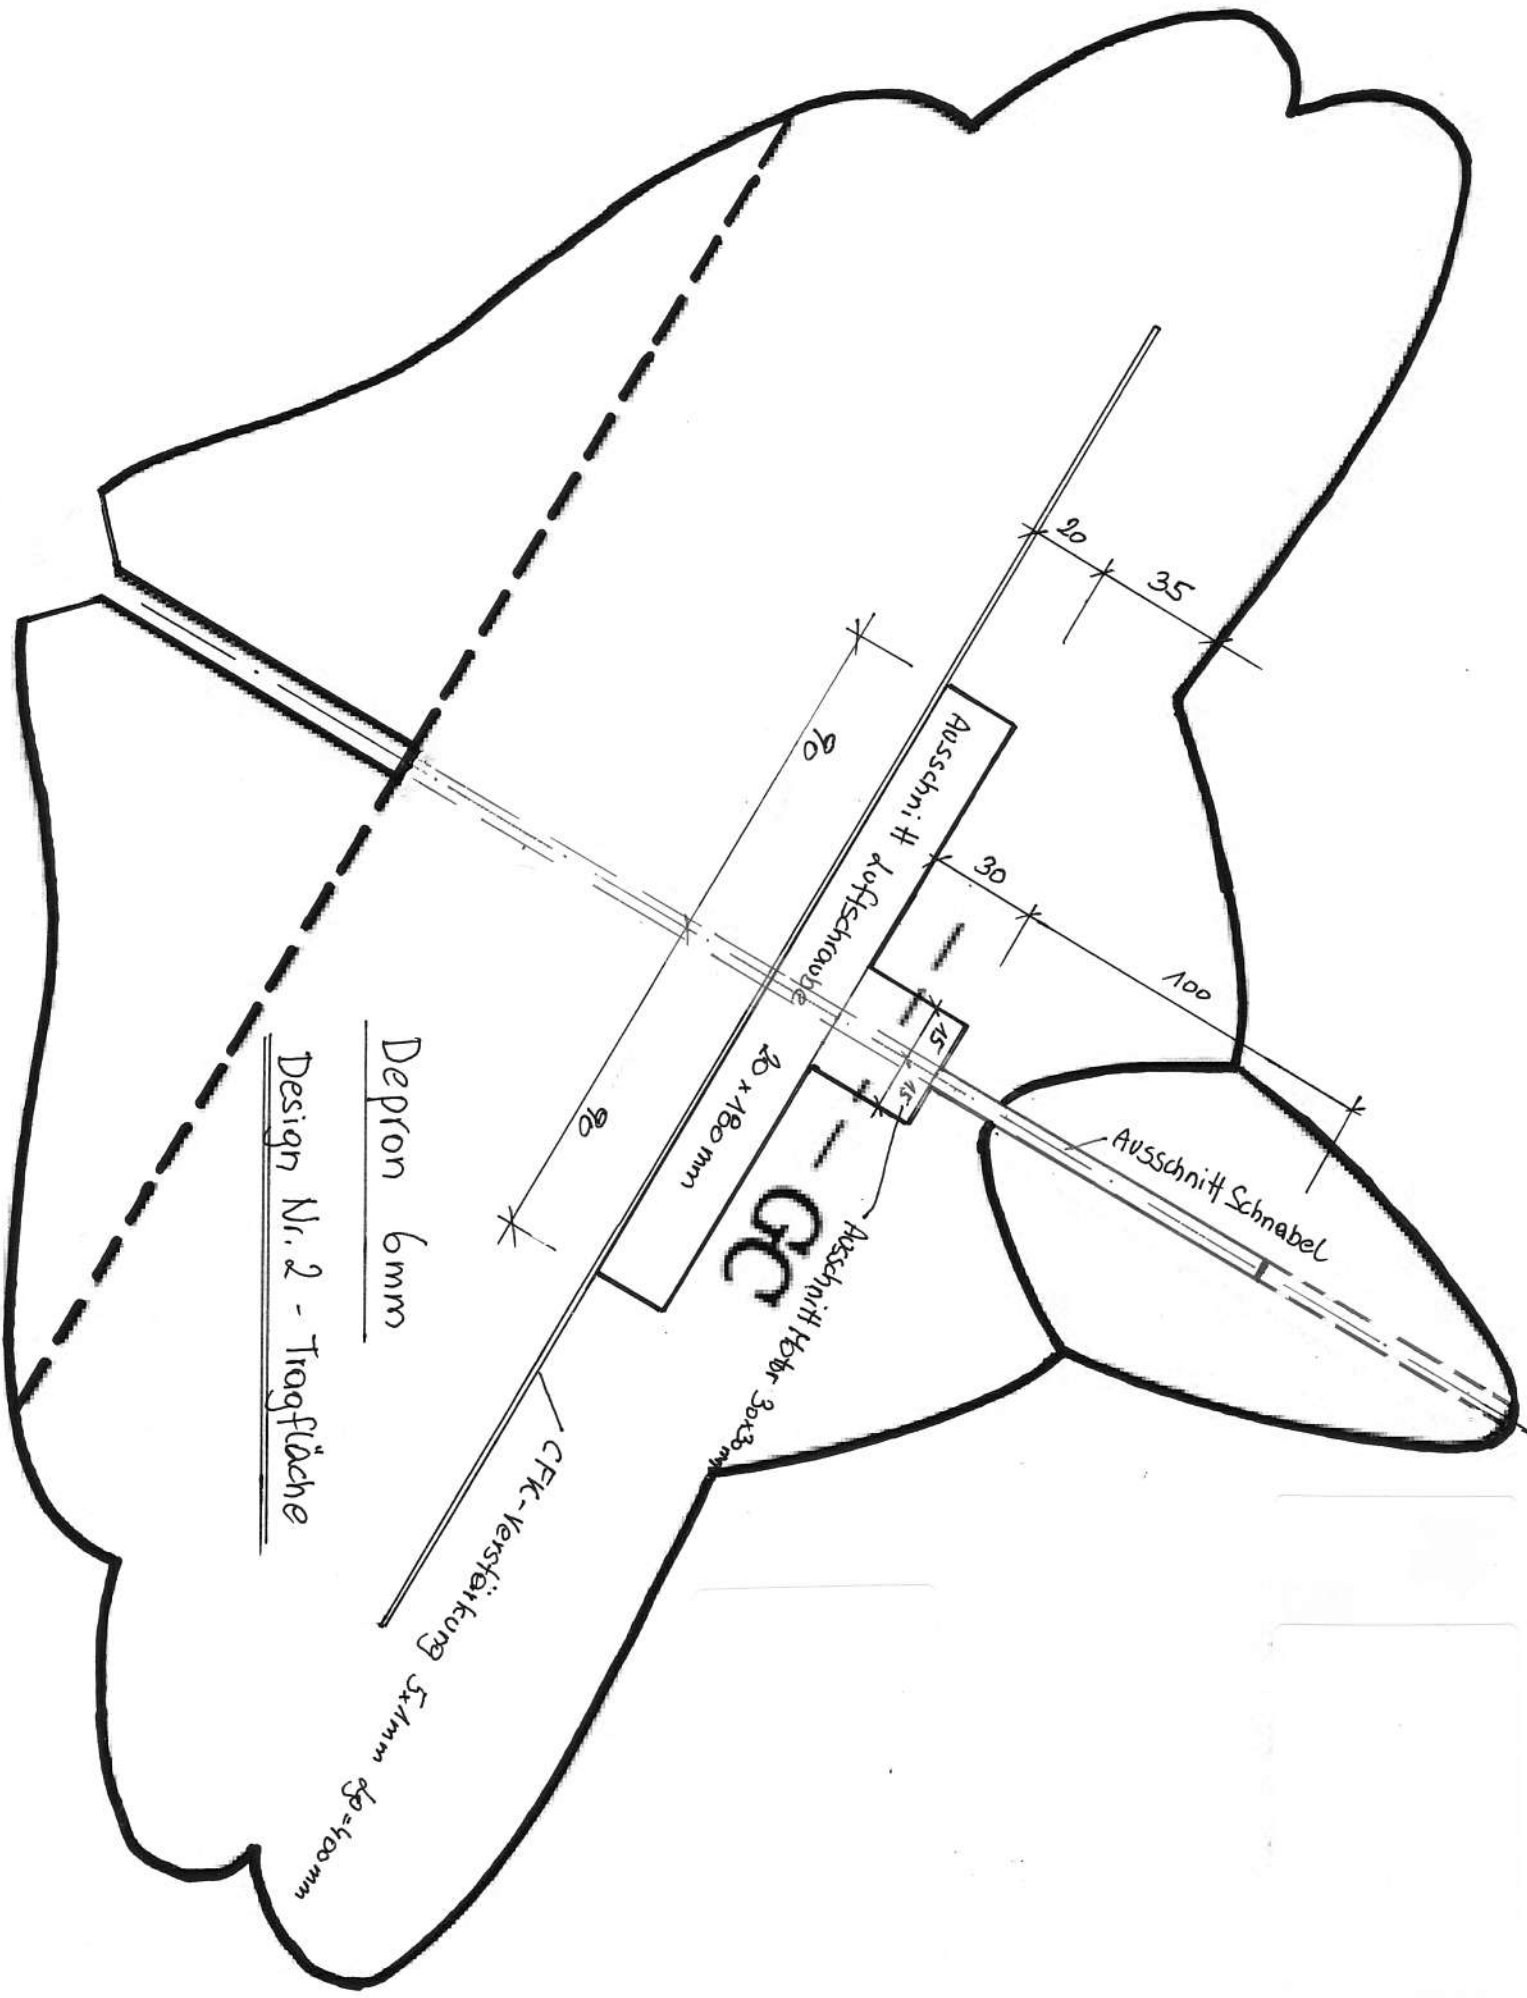 20
35
90
Ausschnitt Luftschraube 20 x 180 mm
30
100
15
15
Ausschnitt Schnabel
90
GC
Ausschnitt Motor 30x30mm
Depron 6mm
Design Nr. 2 - Tragfläche
CFK-Verstärkung 5x1mm Lg=400mm